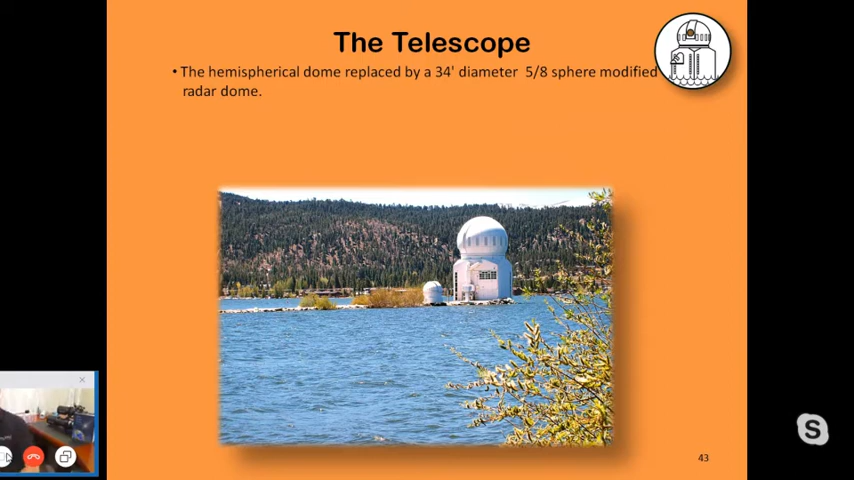 The Telescope
• The hemispherical dome replaced by a 34' diameter 5/8 sphere modified
radar dome.
43
S